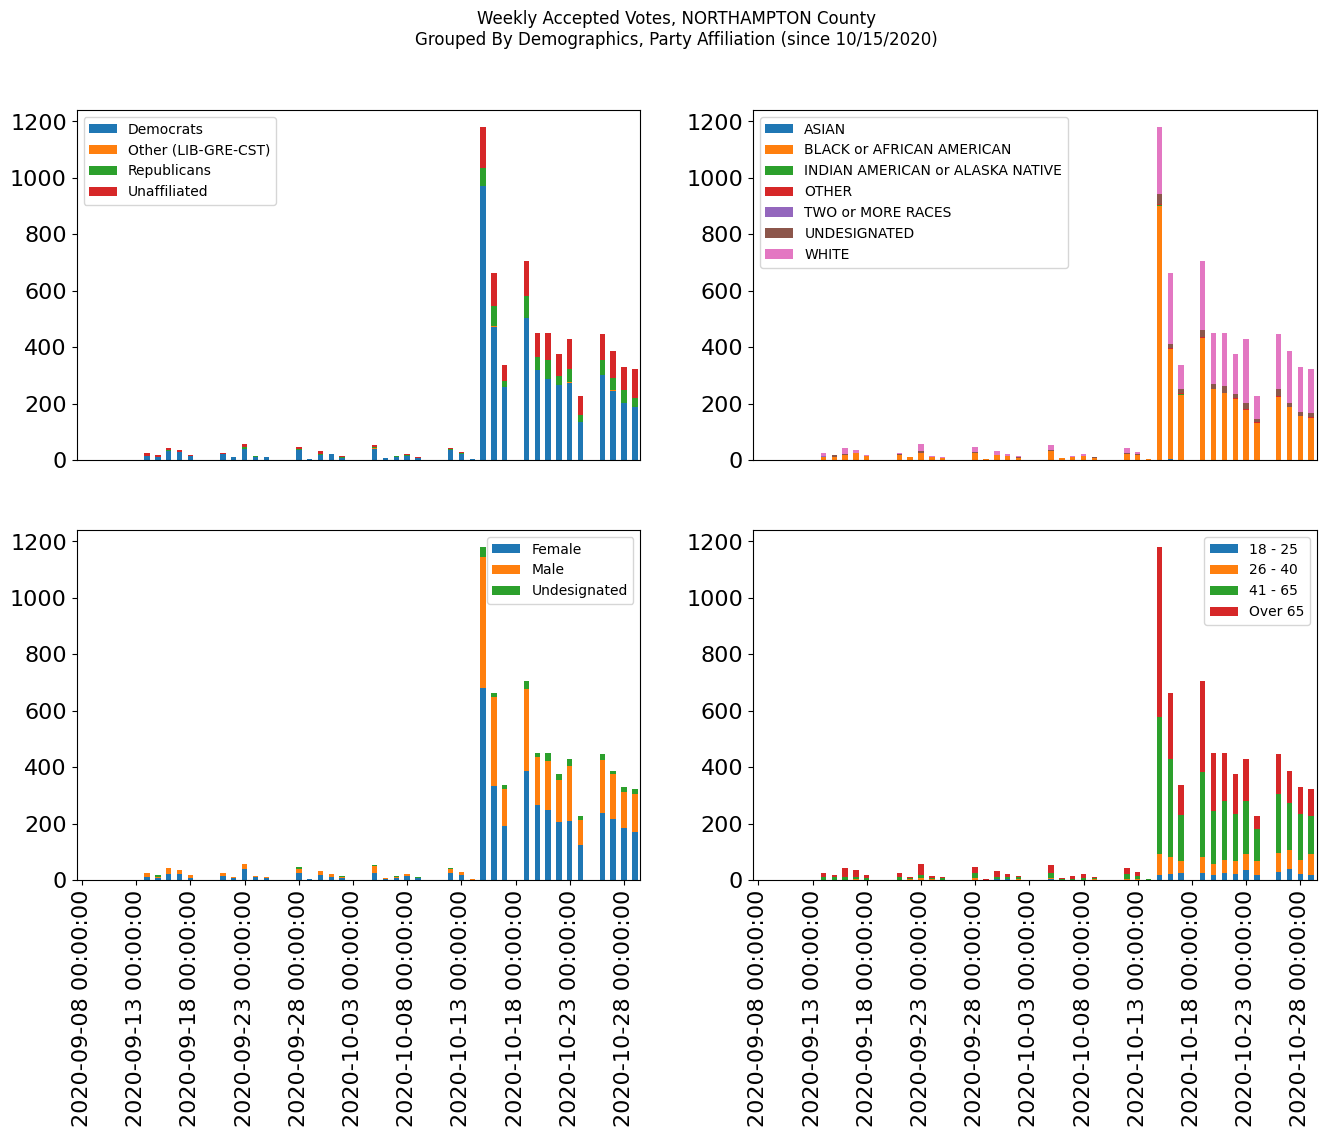 Weekly Accepted Votes, NORTHAMPTON County
Grouped By Demographics, Party Affiliation (since 10/15/2020)
1200
1000
800
600
400
200
0
Democrats
Other (LIB-GRE-CST)
Republicans
Unaffiliated
1200
1000
800
600
400
200
0
ASIAN
BLACK or AFRICAN AMERICAN
INDIAN AMERICAN or ALASKA NATIVE
OTHER
TWO or MORE RACES
UNDESIGNATED
WHITE
1200
1000
800
600
400
200
0
Female
Male
Undesignated
2020-09-08 00:00:00
2020-09-13 00:00:00
2020-09-18 00:00:00
2020-09-23 00:00:00
2020-09-28 00:00:00
2020-10-03 00:00:00
2020-10-08 00:00:00
2020-10-13 00:00:00
2020-10-18 00:00:00
2020-10-23 00:00:00
2020-10-28 00:00:00
1200
1000
800
600
400
200
0
18 - 25
26 - 40
41 - 65
Over 65
2020-09-08 00:00:00
2020-09-13 00:00:00
2020-09-18 00:00:00
2020-09-23 00:00:00
2020-09-28 00:00:00
2020-10-03 00:00:00
2020-10-08 00:00:00
2020-10-13 00:00:00
2020-10-18 00:00:00
2020-10-23 00:00:00
2020-10-28 00:00:00